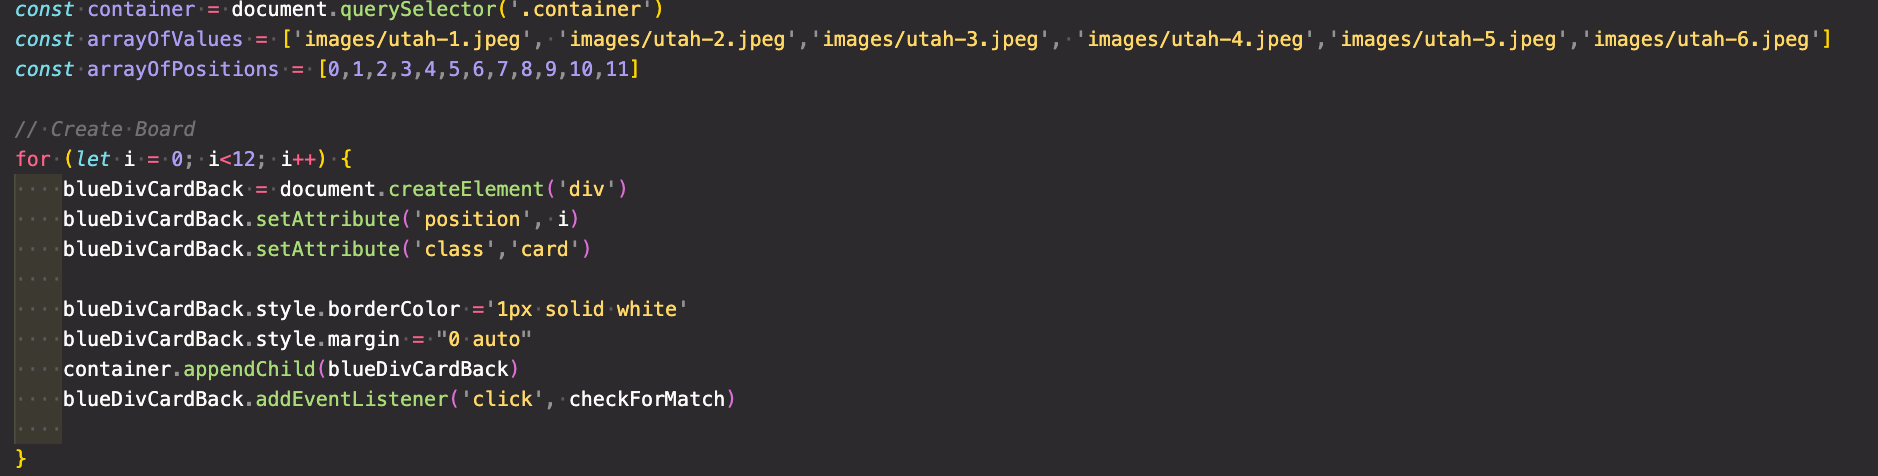 const container = document.querySelector('.container')
const arrayOfValues = ['images/utah-1.jpeg', 'images/utah-2.jpeg','images/utah-3.jpeg', 'images/utah-4.jpeg','images/utah-5.jpeg','images/utah-6.jpeg']
const arrayOfPositions = [0,1,2,3,4,5,6,7,8,9,10,11]
// Create Board
for (let i = 0; i<12; i++) {
    blueDivCardBack = document.createElement('div')
    blueDivCardBack.setAttribute('position', i)
    blueDivCardBack.setAttribute('class','card')
    blueDivCardBack.style.borderColor ='1px solid white'
    blueDivCardBack.style.margin = "0 auto"
    container.appendChild(blueDivCardBack)
    blueDivCardBack.addEventListener('click', checkForMatch)
}